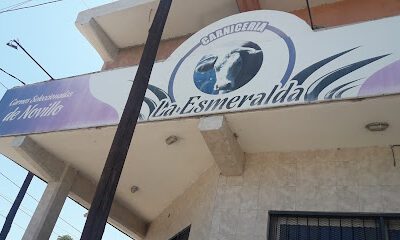 Carnes Seleccionadas
de Novillo
CARNICERIA
La Esmeralda